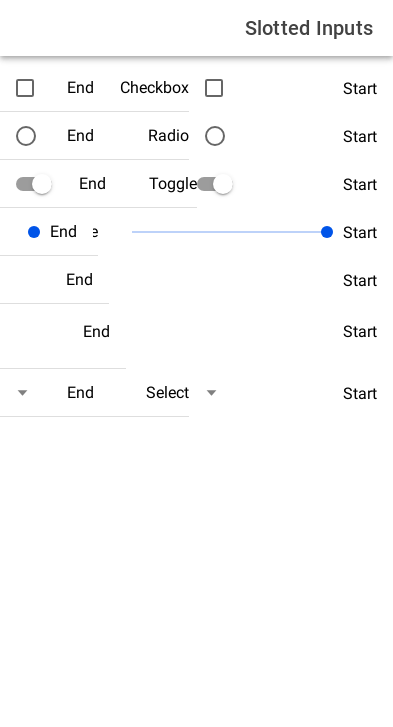 Slotted Inputs
End Checkbox Start
End Radio Start
End Toggle Start
End e Start
End Start
End Start
End Select Start